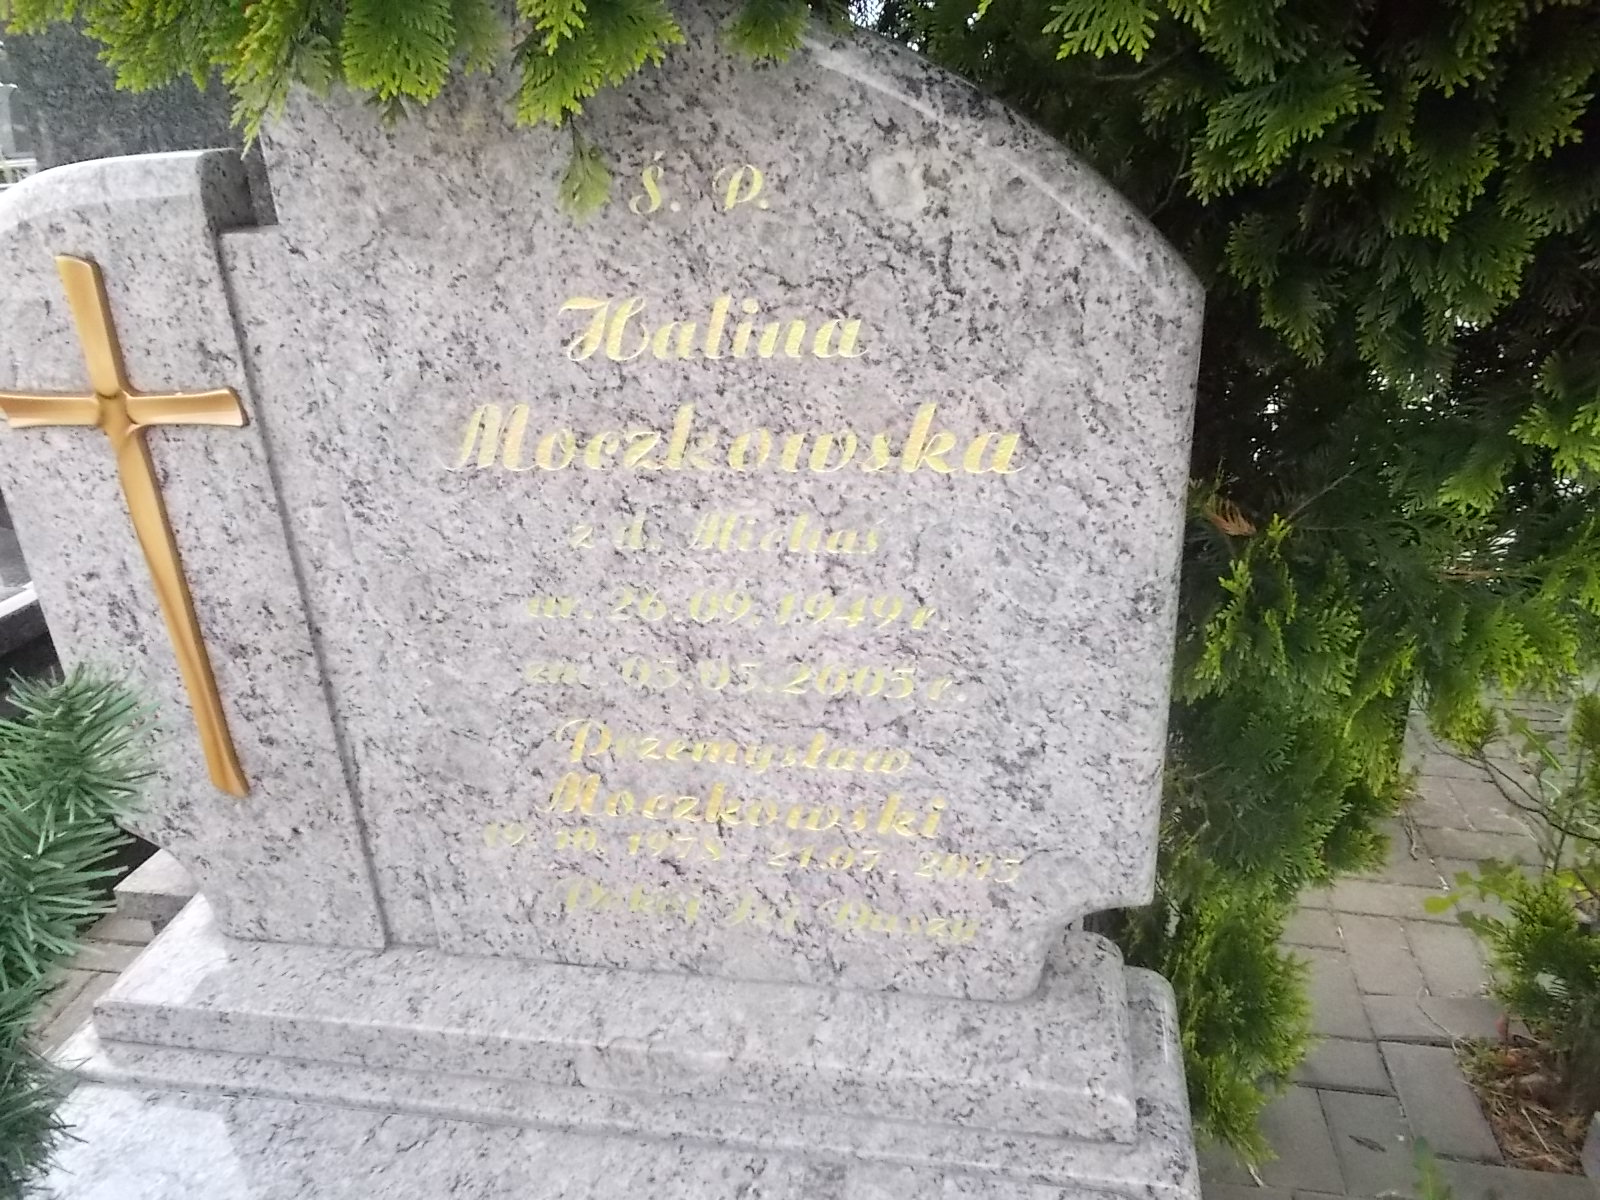 Ś. P.
Halina
Moczkowska
z d. Michaś
ur. 26.09.1949 r.
zm. 05.05.2005 r.
Przemysław
Moczkowski
19. 10. 1978 - 21.07. 2015
Pokój Jej Duszy